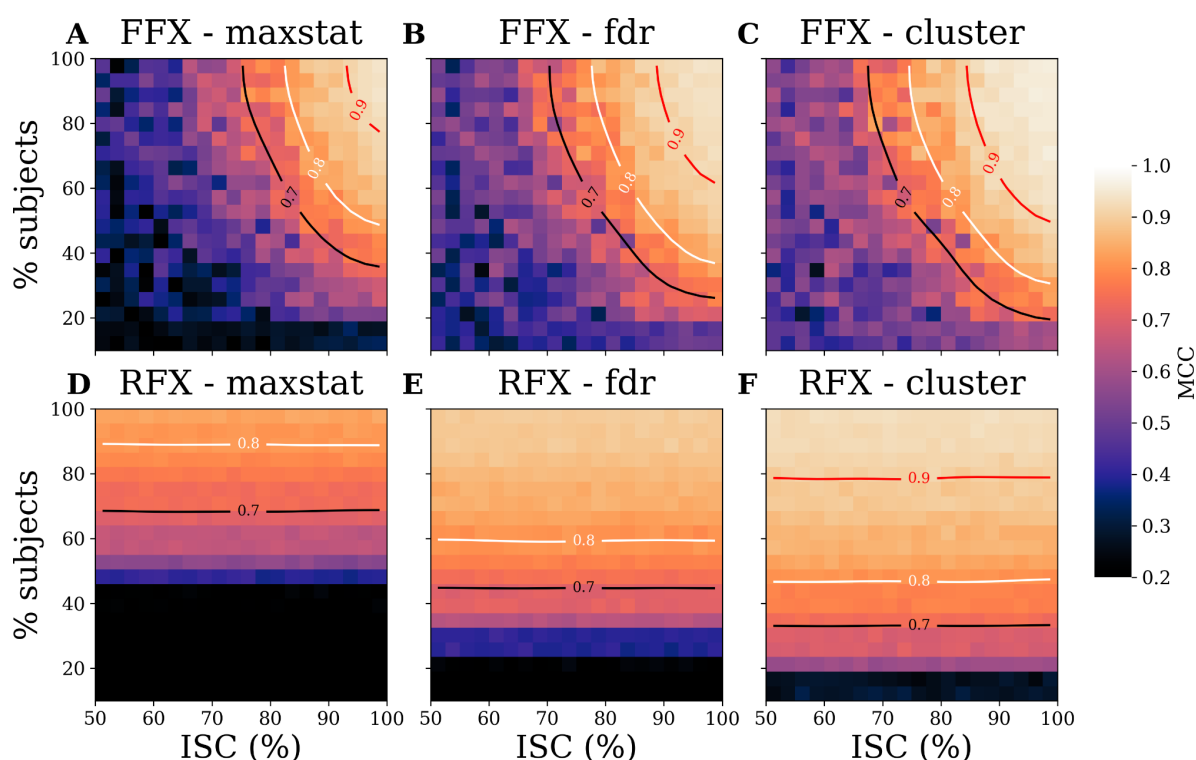 A FFX - maxstat
B FFX - fdr
C FFX - cluster
% subjects
100
80
60
40
20
0.7
0.8
0.9
0.7
0.8
0.9
0.7
0.8
0.9
1.0
0.9
0.8
0.7
0.6
0.5
0.4
0.3
0.2
MCC
D RFX - maxstat
E RFX - fdr
F RFX - cluster
% subjects
100
80
60
40
20
0.8
0.7
0.8
0.7
0.9
0.8
0.7
50 60 70 80 90 100
50 60 70 80 90 100
50 60 70 80 90 100
ISC (%)
ISC (%)
ISC (%)